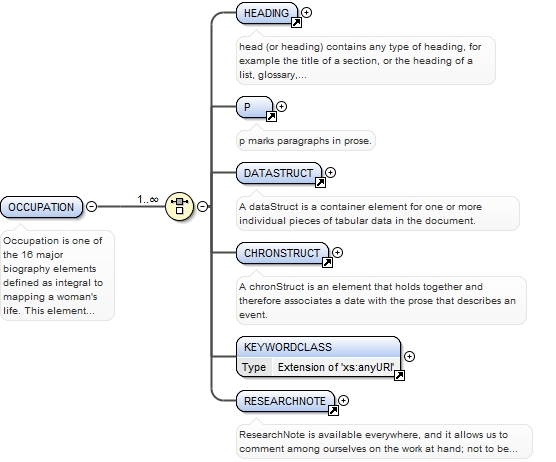 HEADING
head (or heading) contains any type of heading, for
example the title of a section, or the heading of a
list, glossary,...
P
p marks paragraphs in prose.
DATASTRUCT
A dataStruct is a container element for one or more
individual pieces of tabular data in the document.
OCCUPATION
1..∞
Occupation is one of
the 16 major
biography elements
defined as integral to
mapping a woman's
life. This element...
CHRONSTRUCT
A chronStruct is an element that holds together and
therefore associates a date with the prose that describes an
event.
KEYWORDCLASS
Type Extension of 'xs:anyURI'
RESEARCHNOTE
ResearchNote is available everywhere, and it allows us to
comment among ourselves on the work at hand; not to be...